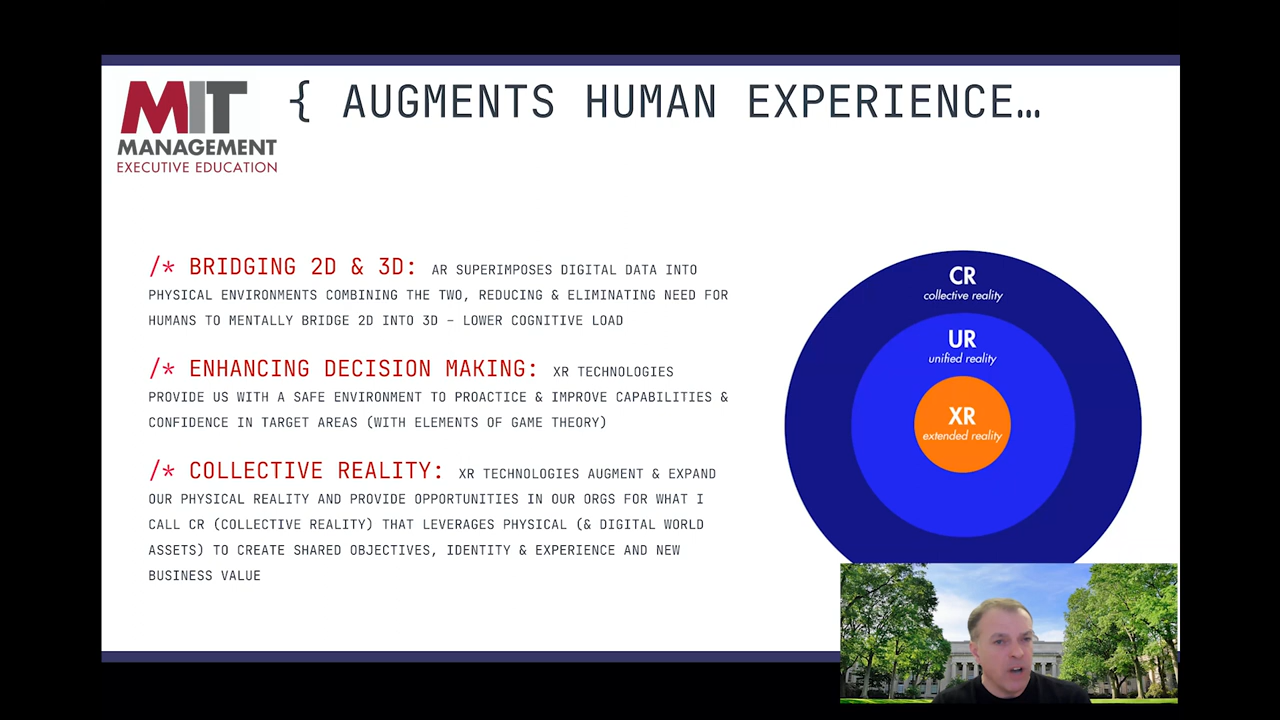 MIT
MANAGEMENT
EXECUTIVE EDUCATION
{ AUGMENTS HUMAN EXPERIENCE…
/* BRIDGING 2D & 3D: AR SUPERIMPOSES DIGITAL DATA INTO
PHYSICAL ENVIRONMENTS COMBINING THE TWO, REDUCING & ELIMINATING NEED FOR
HUMANS TO MENTALLY BRIDGE 2D INTO 3D – LOWER COGNITIVE LOAD
/* ENHANCING DECISION MAKING: XR TECHNOLOGIES
PROVIDE US WITH A SAFE ENVIRONMENT TO PROACTICE & IMPROVE CAPABILITIES &
CONFIDENCE IN TARGET AREAS (WITH ELEMENTS OF GAME THEORY)
/* COLLECTIVE REALITY: XR TECHNOLOGIES AUGMENT & EXPAND
OUR PHYSICAL REALITY AND PROVIDE OPPORTUNITIES IN OUR ORGS FOR WHAT I
CALL CR (COLLECTIVE REALITY) THAT LEVERAGES PHYSICAL (& DIGITAL WORLD
ASSETS) TO CREATE SHARED OBJECTIVES, IDENTITY & EXPERIENCE AND NEW
BUSINESS VALUE
CR
collective reality
UR
unified reality
XR
extended reality